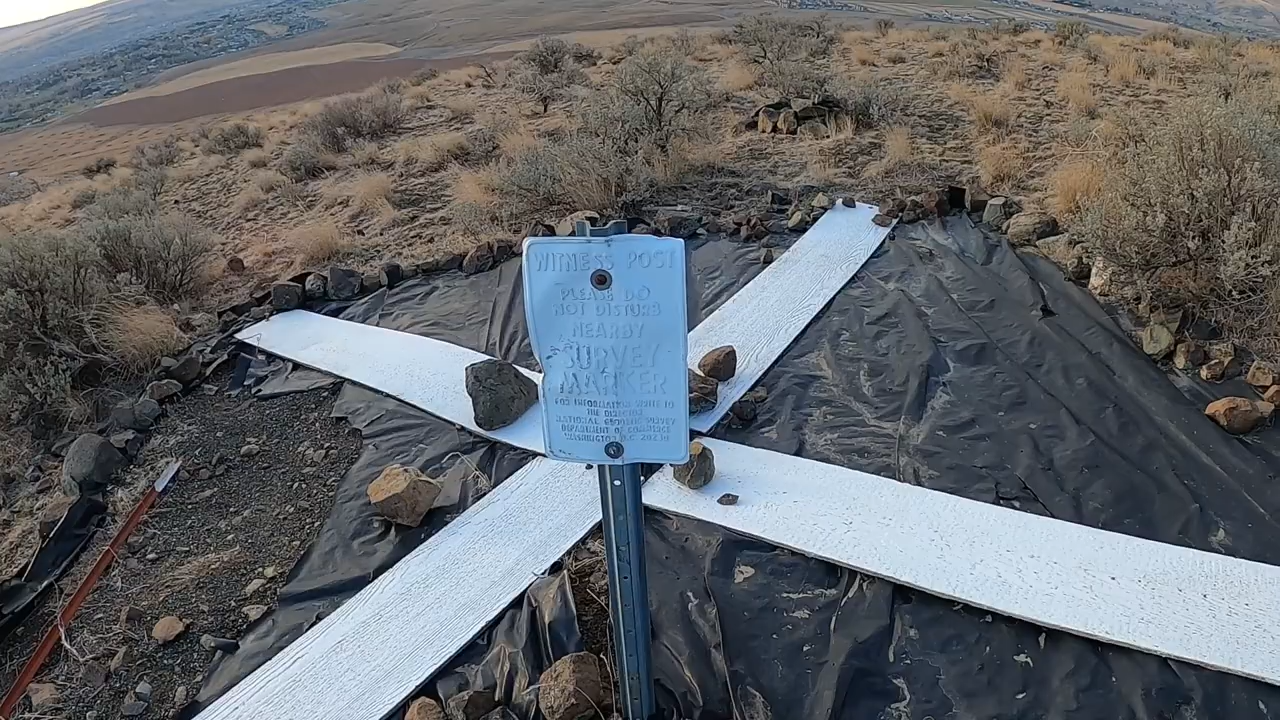 WITNESS POST
PLEASE DO
NOT DISTURB
NEARBY
SURVEY
MARKER
FOR INFORMATION WRITE TO
THE DIRECTOR
NATIONAL GEODETIC SURVEY
DEPARTMENT OF COMMERCE
WASHINGTON D.C. 20230